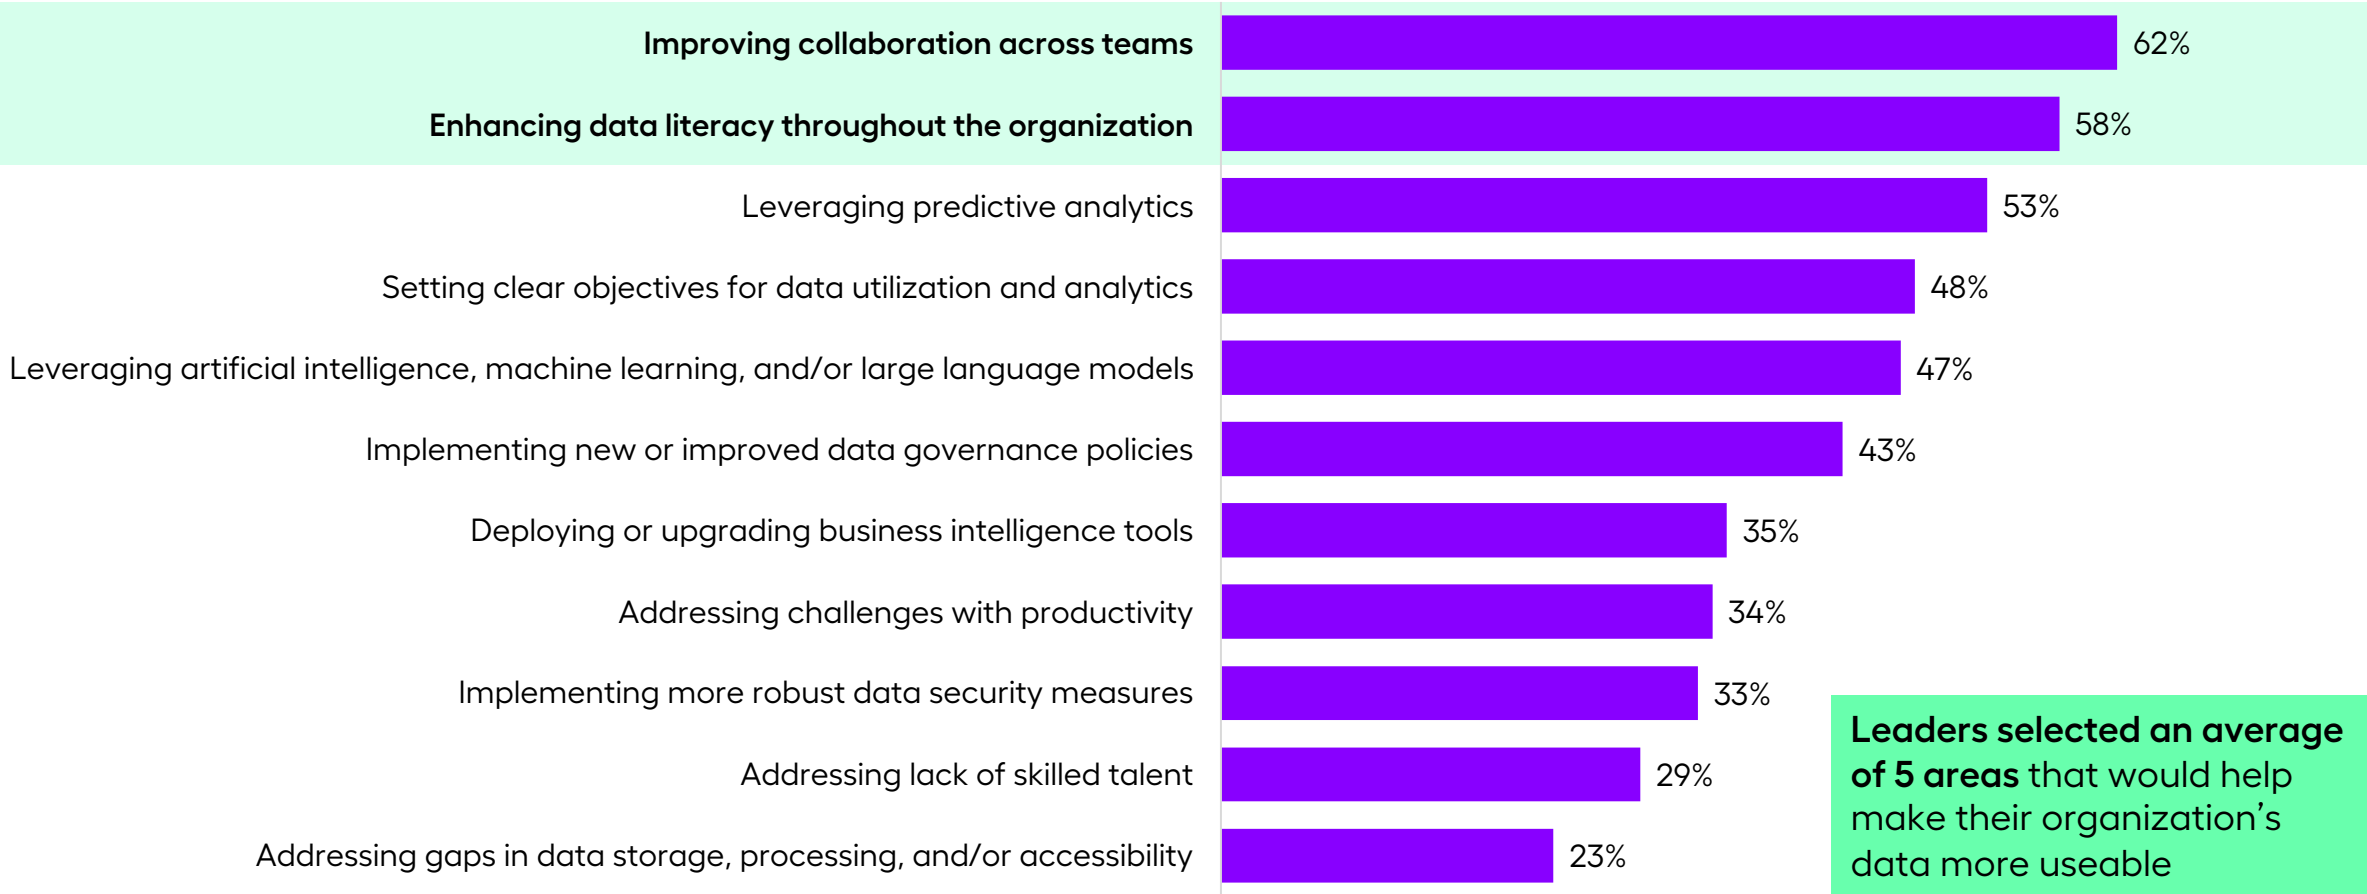 Improving collaboration across teams 62%
Enhancing data literacy throughout the organization 58%
Leveraging predictive analytics 53%
Setting clear objectives for data utilization and analytics 48%
Leveraging artificial intelligence, machine learning, and/or large language models 47%
Implementing new or improved data governance policies 43%
Deploying or upgrading business intelligence tools 35%
Addressing challenges with productivity 34%
Implementing more robust data security measures 33%
Addressing lack of skilled talent 29%
Addressing gaps in data storage, processing, and/or accessibility 23%
Leaders selected an average
of 5 areas that would help
make their organization’s
data more useable